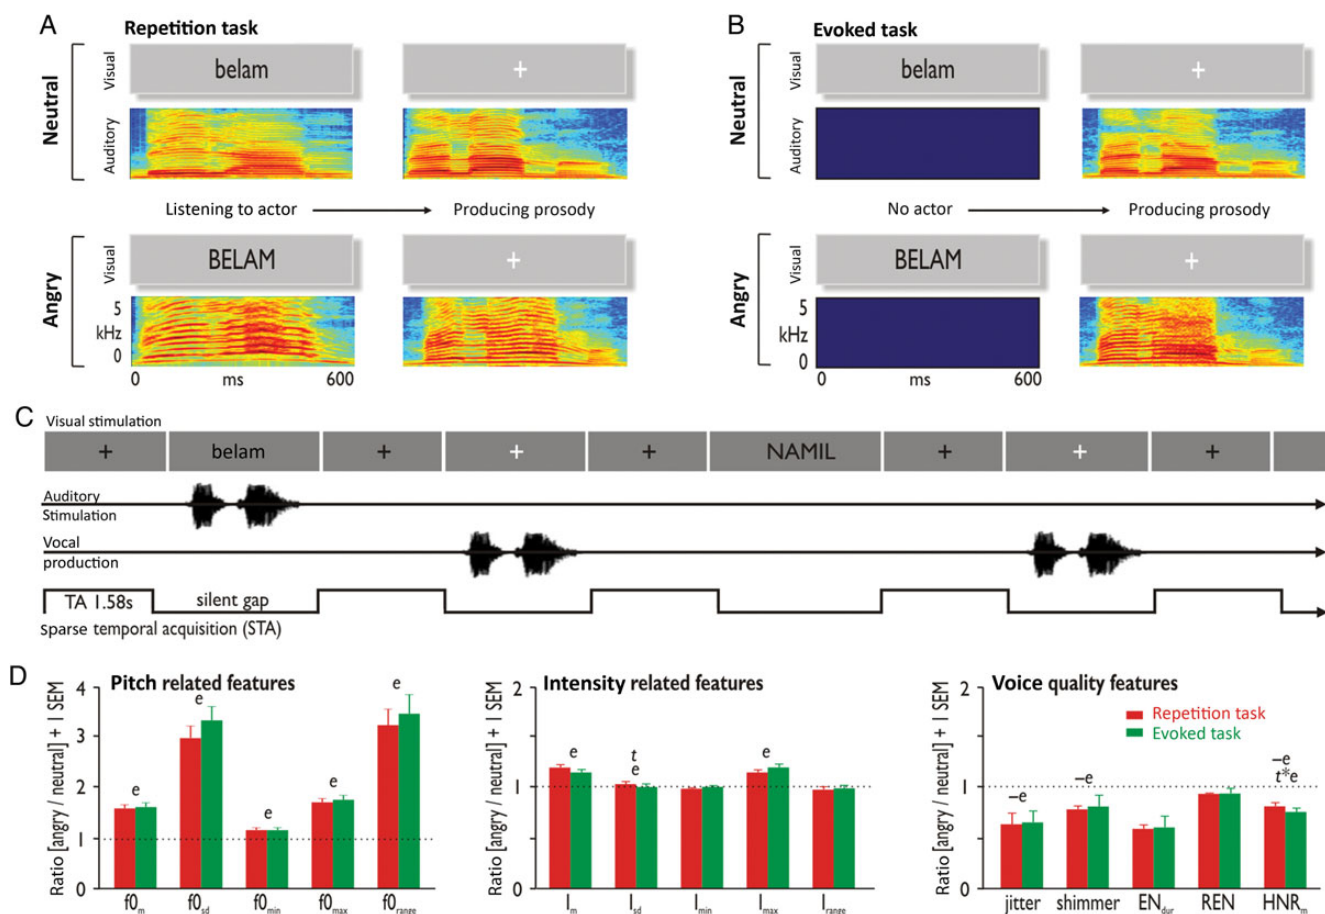 A Repetition task
Neutral
Visual
belam
+
Auditory
Listening to actor Producing prosody
Angry
Visual
BELAM
+
5
kHz
0
0 ms 600
B Evoked task
Neutral
Visual
belam
+
Auditory
No actor Producing prosody
Angry
Visual
BELAM
+
5
kHz
0
0 ms 600
C
Visual stimulation
+ belam + + + NAMIL + + +
Auditory
Stimulation
Vocal
production
TA 1.58s silent gap
Sparse temporal acquisition (STA)
D
Pitch related features
Ratio [angry / neutral] + 1 SEM
4
3
2
1
0
e e e e e
f0m f0sd f0min f0max f0range
Intensity related features
Ratio [angry / neutral] + 1 SEM
2
1
0
e t e e
Im Isd Imin Imax Irange
Voice quality features
Ratio [angry / neutral] + 1 SEM
2
1
0
Repetition task
Evoked task
–e –e –e
t*e
jitter shimmer ENdur REN HNRm